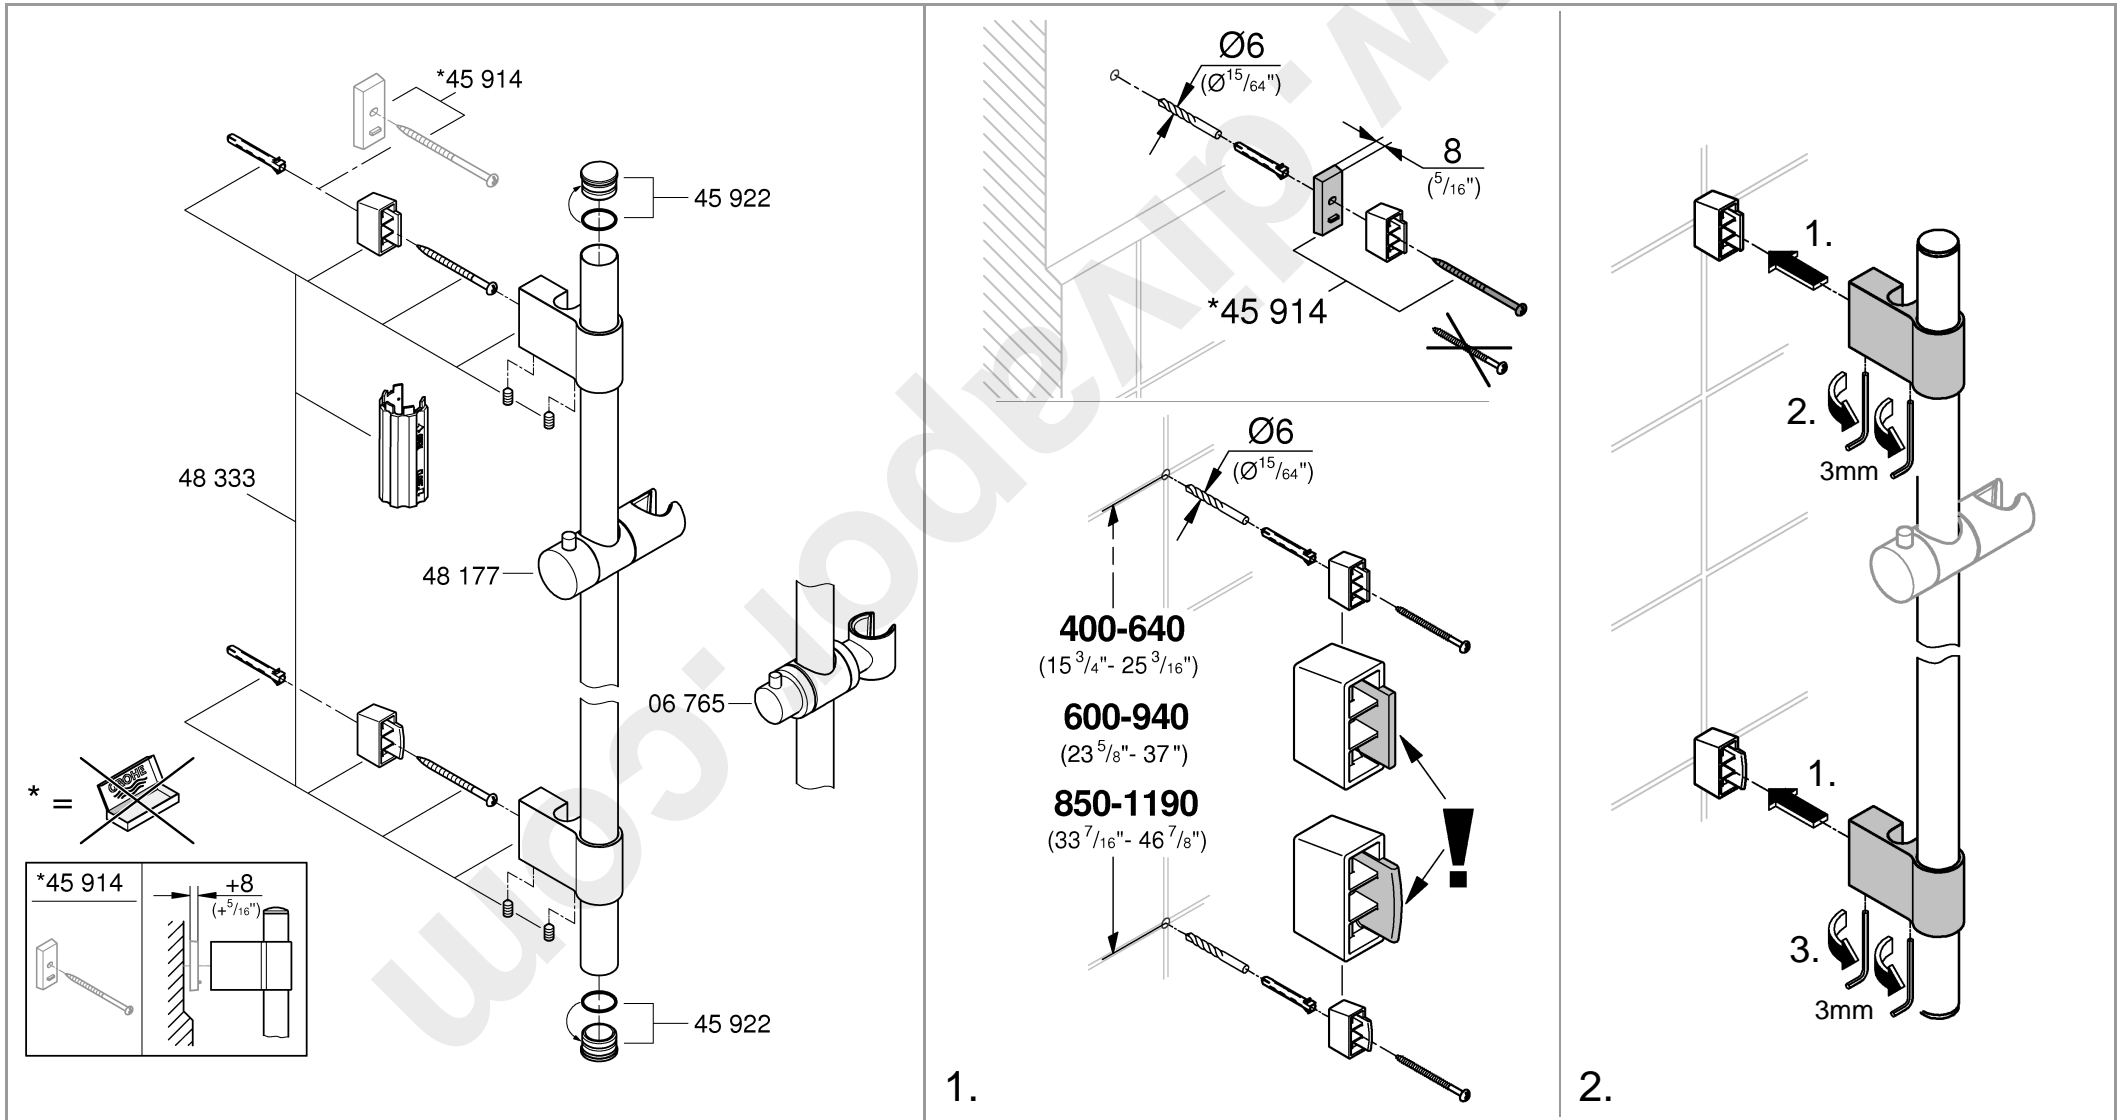 *45 914
45 922
48 333
48 177
06 765
* =
GROHE
*45 914
+8
(+5/16")
45 922
Ø6
(Ø15/64")
8
(5/16")
*45 914
Ø6
(Ø15/64")
400-640
(15 3/4"- 25 3/16")
600-940
(23 5/8"- 37")
850-1190
(33 7/16"- 46 7/8")
!
1.
1.
2.
3mm
1.
3.
3mm
2.
w.divapor.com